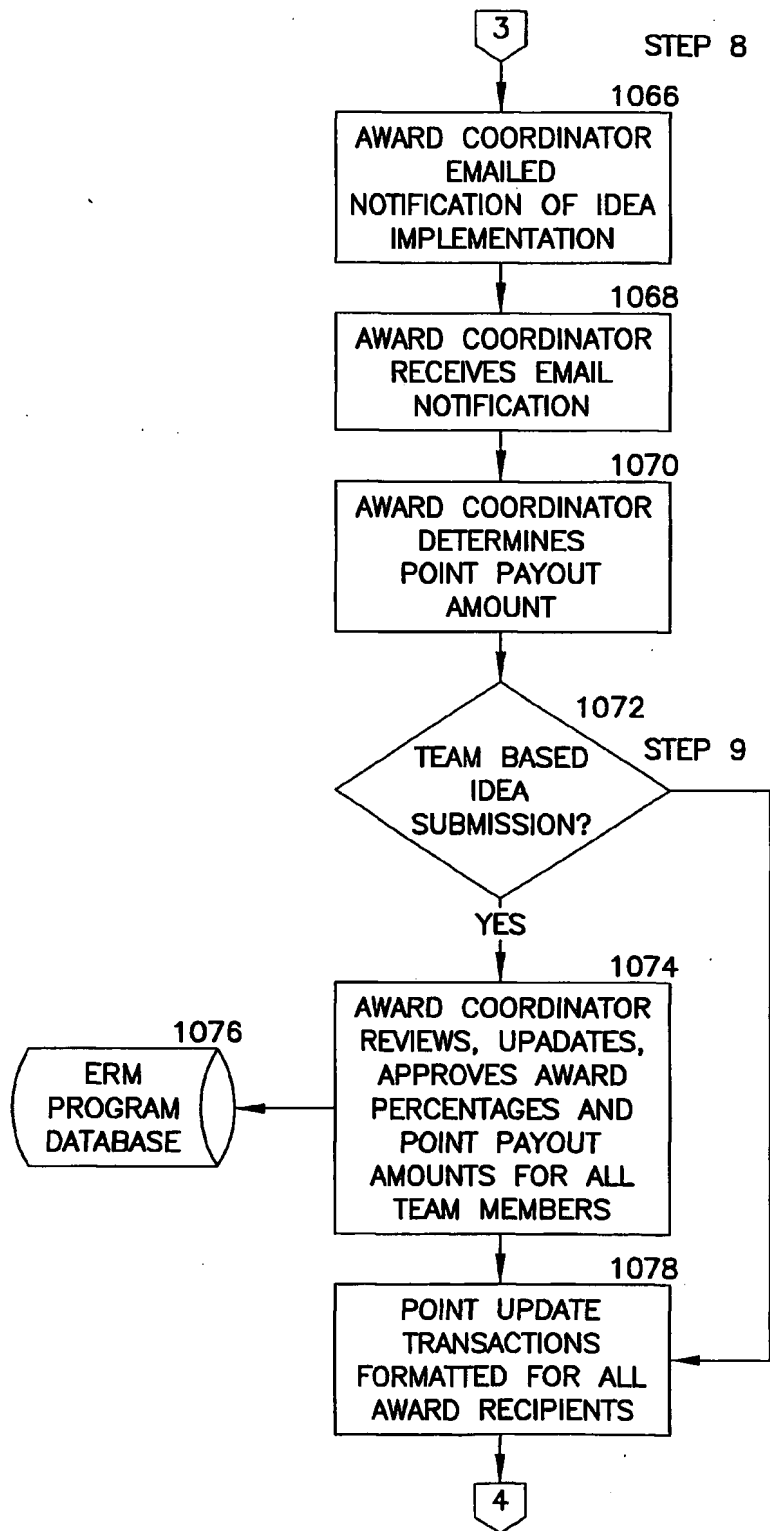 3
STEP 8
1066
AWARD COORDINATOR
EMAILED
NOTIFICATION OF IDEA
IMPLEMENTATION
1068
AWARD COORDINATOR
RECEIVES EMAIL
NOTIFICATION
1070
AWARD COORDINATOR
DETERMINES
POINT PAYOUT
AMOUNT
1072
STEP 9
TEAM BASED
IDEA
SUBMISSION?
YES
1074
AWARD COORDINATOR
REVIEWS, UPADATES,
APPROVES AWARD
PERCENTAGES AND
POINT PAYOUT
AMOUNTS FOR ALL
TEAM MEMBERS
1076
ERM
PROGRAM
DATABASE
1078
POINT UPDATE
TRANSACTIONS
FORMATTED FOR ALL
AWARD RECIPIENTS
4